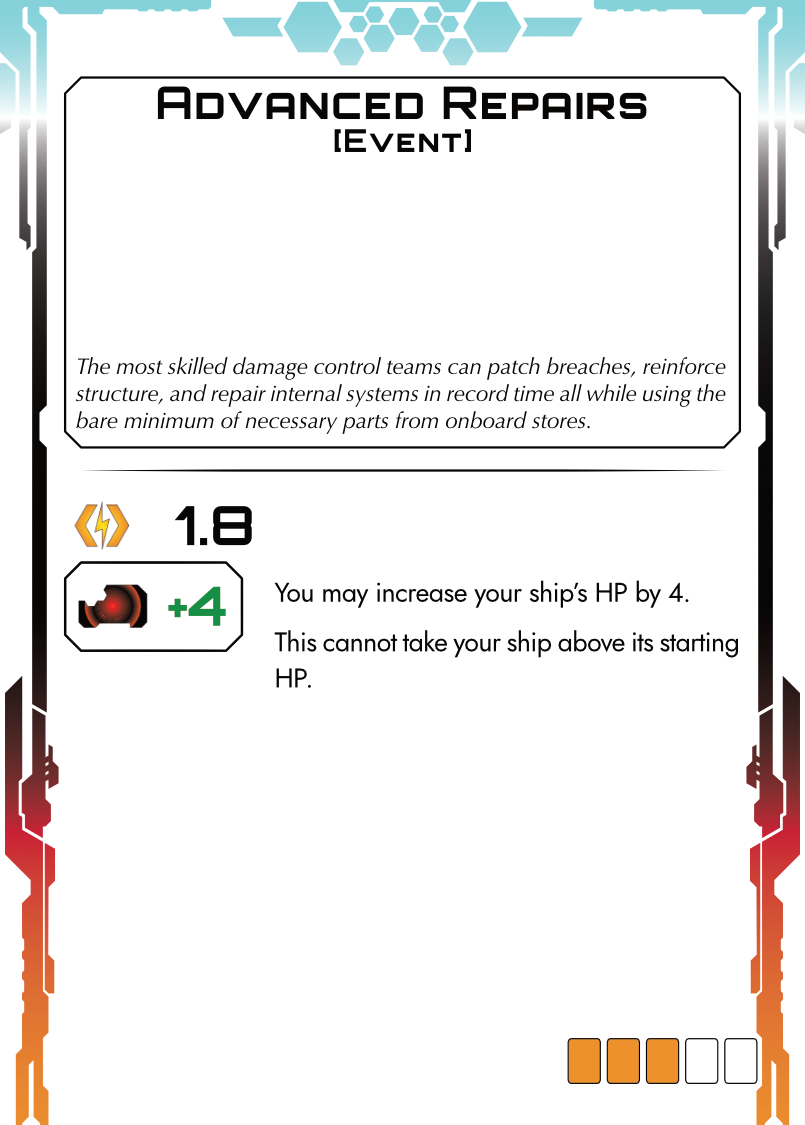 Advanced Repairs
[Event]
The most skilled damage control teams can patch breaches, reinforce
structure, and repair internal systems in record time all while using the
bare minimum of necessary parts from onboard stores.
1.8
+4
You may increase your ship's HP by 4.
This cannot take your ship above its starting
HP.